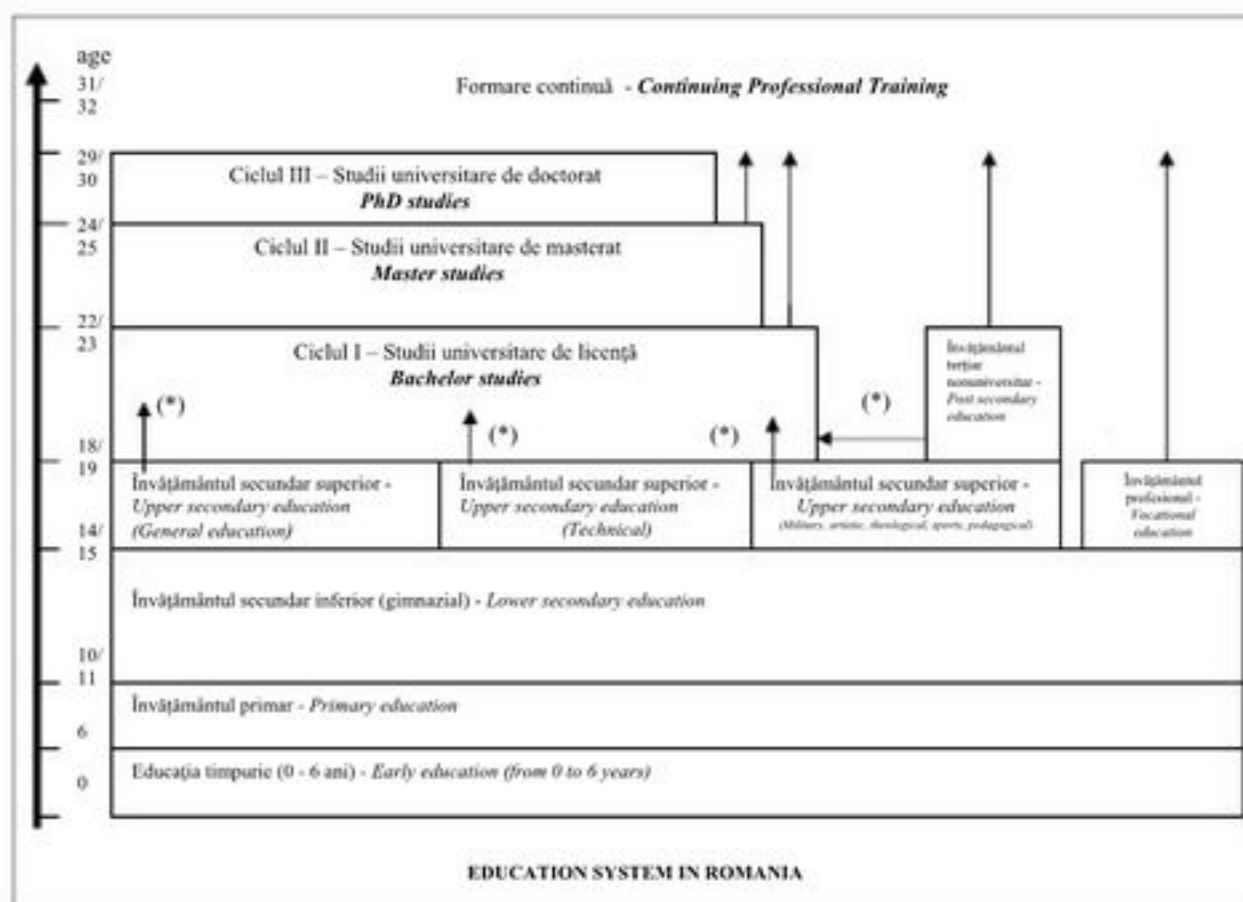 age
31/
32
Formare continuă - Continuing Professional Training
29/
30
Ciclul III – Studii universitare de doctorat
PhD studies
24/
25
Ciclul II – Studii universitare de masterat
Master studies
22/
23
Ciclul I – Studii universitare de licență
Bachelor studies
Învățământul
terțiar
nonuniversitar -
Post secondary
education
(*)
(*)
(*)
(*)
18/
19
Învățământul secundar superior -
Upper secondary education
(General education)
Învățământul secundar superior -
Upper secondary education
(Technical)
Învățământul secundar superior -
Upper secondary education
(Military, artistic, theological, sports, pedagogical)
Învățământul
profesional -
Vocational
education
14/
15
Învățământul secundar inferior (gimnazial) - Lower secondary education
10/
11
Învățământul primar - Primary education
6
Educația timpurie (0 - 6 ani) - Early education (from 0 to 6 years)
0
EDUCATION SYSTEM IN ROMANIA